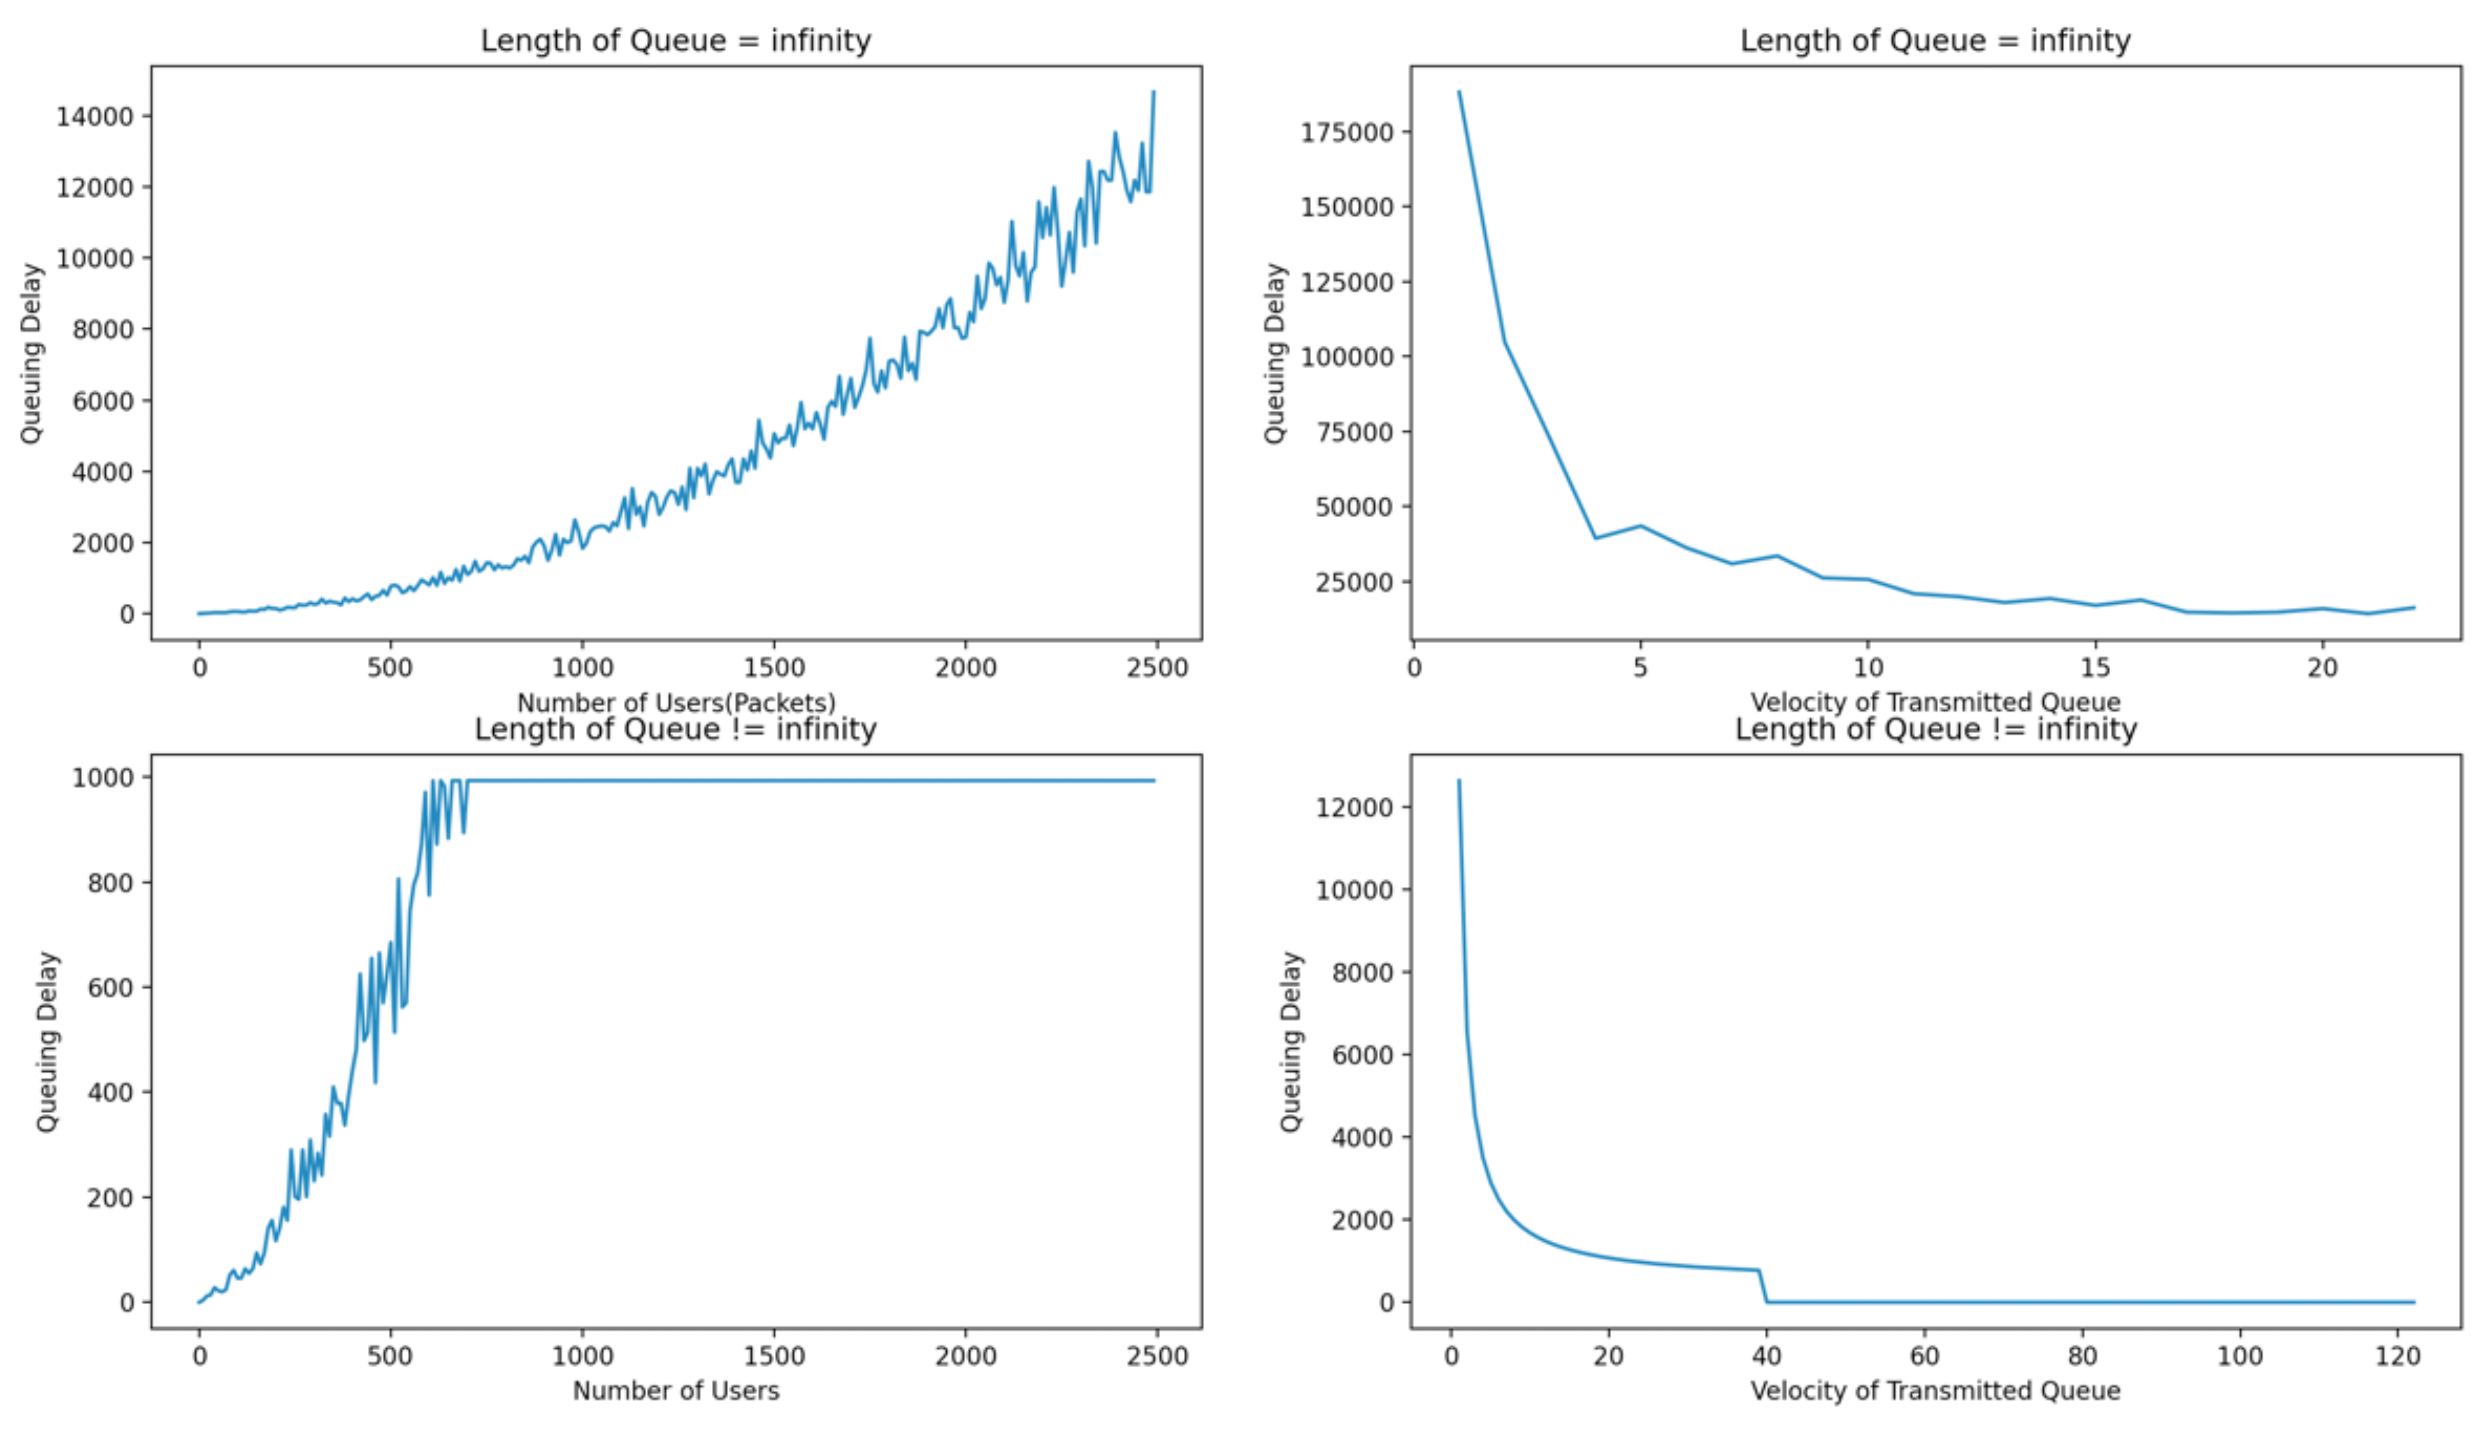 Length of Queue = infinity
Queuing Delay
14000
12000
10000
8000
6000
4000
2000
0
0 500 1000 1500 2000 2500
Number of Users(Packets)
Length of Queue = infinity
Queuing Delay
175000
150000
125000
100000
75000
50000
25000
0 5 10 15 20
Velocity of Transmitted Queue
Length of Queue != infinity
Queuing Delay
1000
800
600
400
200
0
0 500 1000 1500 2000 2500
Number of Users
Length of Queue != infinity
Queuing Delay
12000
10000
8000
6000
4000
2000
0
0 20 40 60 80 100 120
Velocity of Transmitted Queue